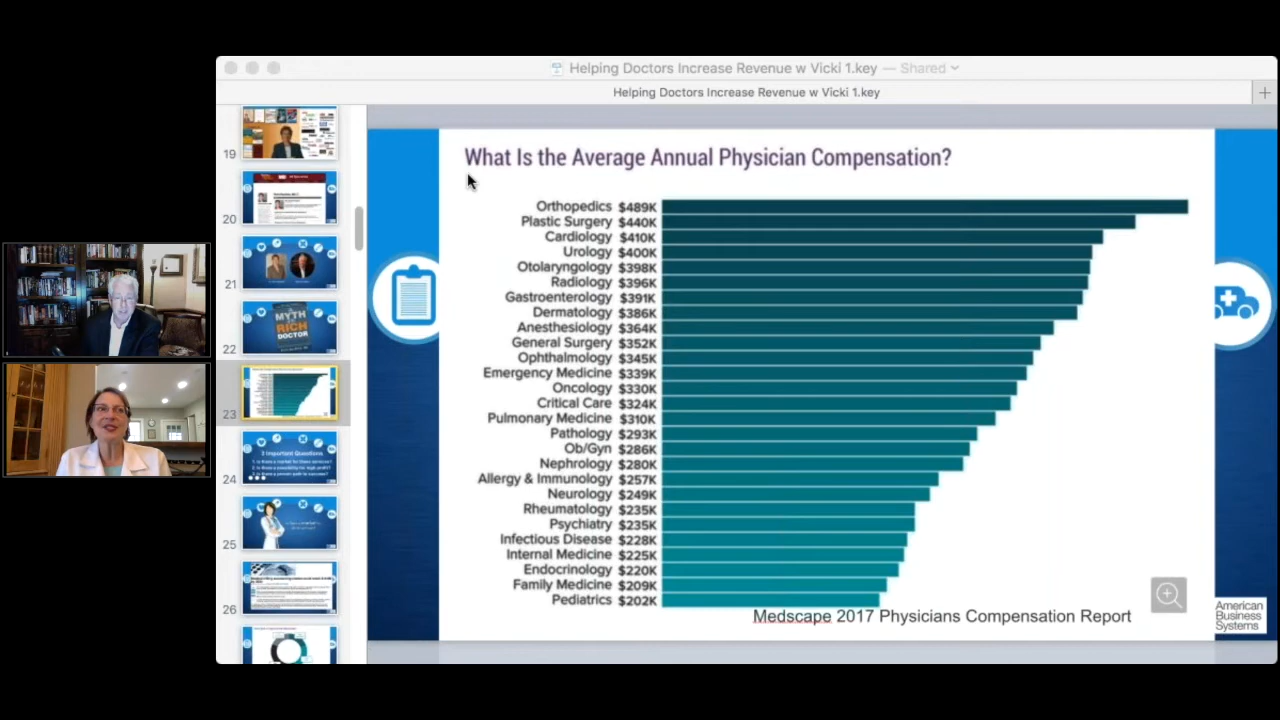 Helping Doctors Increase Revenue w Vicki 1.key — Shared
Helping Doctors Increase Revenue w Vicki 1.key
19
20
21
22
MYTH
RICH
DOCTOR
23
24
3 Important Questions
25
26
What Is the Average Annual Physician Compensation?
Orthopedics $489K
Plastic Surgery $440K
Cardiology $410K
Urology $400K
Otolaryngology $398K
Radiology $396K
Gastroenterology $391K
Dermatology $386K
Anesthesiology $364K
General Surgery $352K
Ophthalmology $345K
Emergency Medicine $339K
Oncology $330K
Critical Care $324K
Pulmonary Medicine $310K
Pathology $293K
Ob/Gyn $286K
Nephrology $280K
Allergy & Immunology $257K
Neurology $249K
Rheumatology $235K
Psychiatry $235K
Infectious Disease $228K
Internal Medicine $225K
Endocrinology $220K
Family Medicine $209K
Pediatrics $202K
Medscape 2017 Physicians Compensation Report
American
Business
Systems